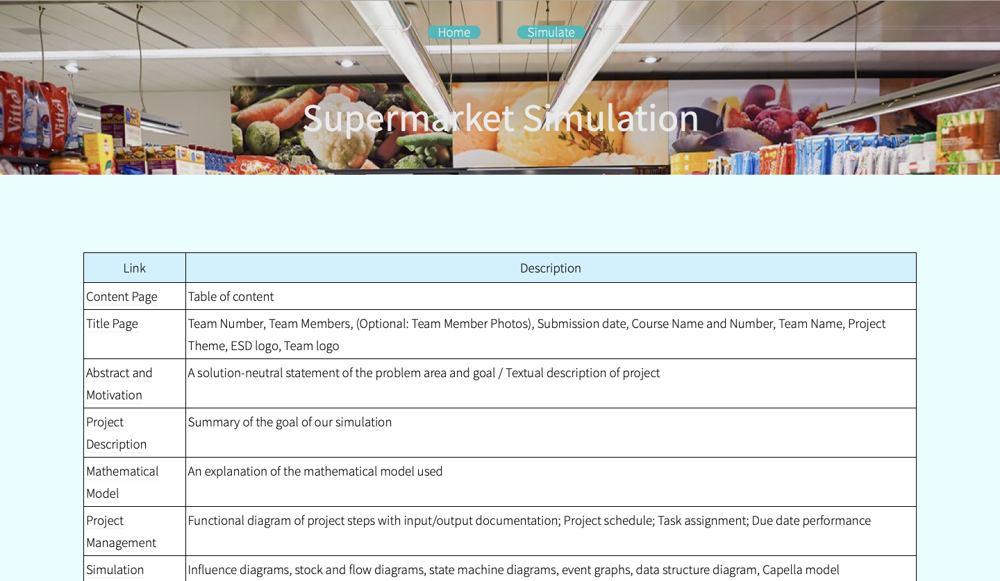 Home Simulate
Supermarket Simulation
Vittel Vittel
Link Description
Content Page Table of content
Title Page Team Number, Team Members, (Optional: Team Member Photos), Submission date, Course Name and Number, Team Name, Project
Theme, ESD logo, Team logo
Abstract and A solution-neutral statement of the problem area and goal / Textual description of project
Motivation
Project Summary of the goal of our simulation
Description
Mathematical An explanation of the mathematical model used
Model
Project Functional diagram of project steps with input/output documentation; Project schedule; Task assignment; Due date performance
Management
Simulation Influence diagrams, stock and flow diagrams, state machine diagrams, event graphs, data structure diagram, Capella model